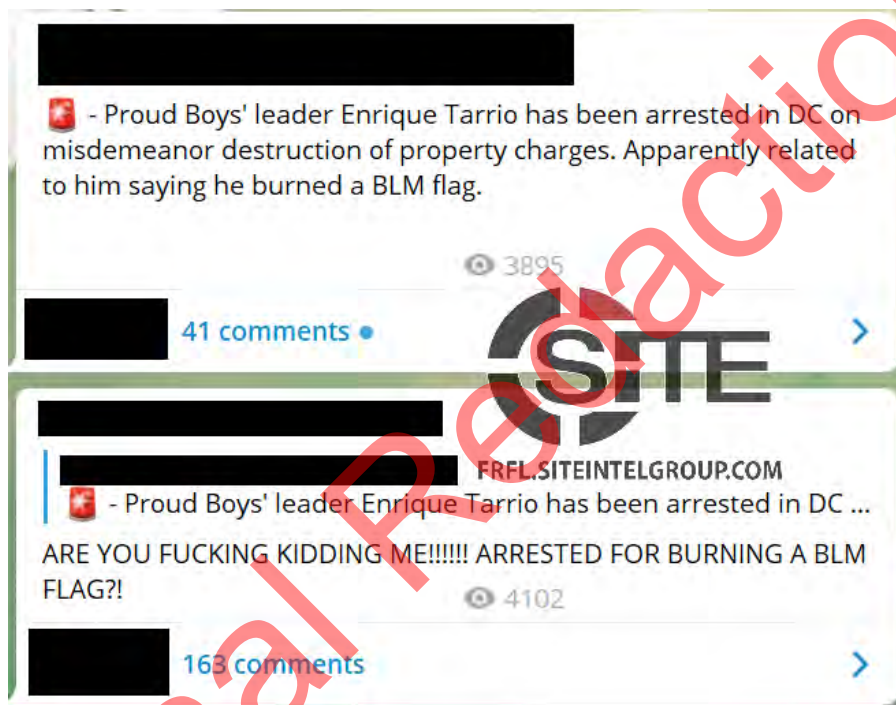 🚨 - Proud Boys' leader Enrique Tarrio has been arrested in DC on
misdemeanor destruction of property charges. Apparently related
to him saying he burned a BLM flag.
3895
41 comments
SITE
FRFL.SITEINTELGROUP.COM
🚨 - Proud Boys' leader Enrique Tarrio has been arrested in DC ...
ARE YOU FUCKING KIDDING ME!!!!!! ARRESTED FOR BURNING A BLM
FLAG?!
4102
163 comments
al Redactio